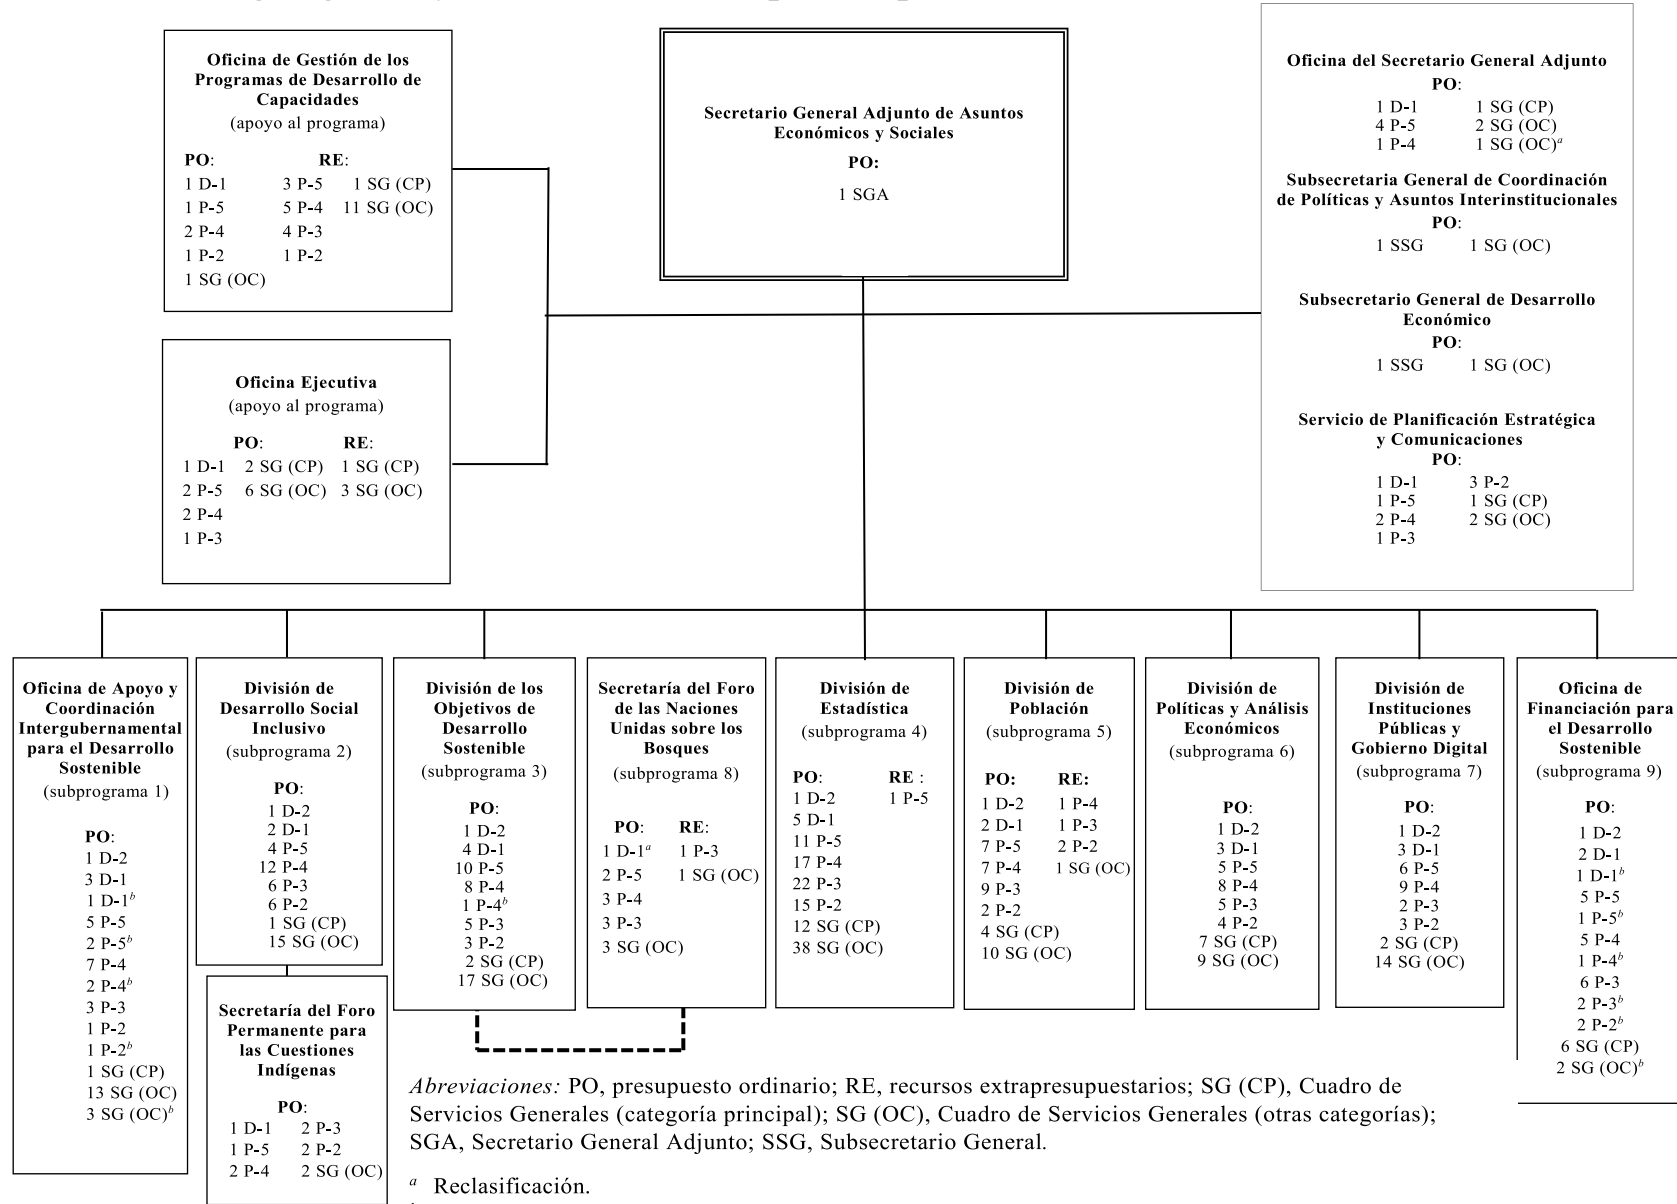 Oficina de Gestión de los
Programas de Desarrollo de
Capacidades
(apoyo al programa)
PO: RE:
1 D-1 3 P-5 1 SG (CP)
1 P-5 5 P-4 11 SG (OC)
2 P-4 4 P-3
1 P-2 1 P-2
1 SG (OC)
Oficina Ejecutiva
(apoyo al programa)
PO: RE:
1 D-1 2 SG (CP) 1 SG (CP)
2 P-5 6 SG (OC) 3 SG (OC)
2 P-4
1 P-3
Secretario General Adjunto de Asuntos
Económicos y Sociales
PO:
1 SGA
Oficina del Secretario General Adjunto
PO:
1 D-1 1 SG (CP)
4 P-5 2 SG (OC)
1 P-4 1 SG (OC)a
Subsecretaria General de Coordinación
de Políticas y Asuntos Interinstitucionales
PO:
1 SSG 1 SG (OC)
Subsecretario General de Desarrollo
Económico
PO:
1 SSG 1 SG (OC)
Servicio de Planificación Estratégica
y Comunicaciones
PO:
1 D-1 3 P-2
1 P-5 1 SG (CP)
2 P-4 2 SG (OC)
1 P-3
Oficina de Apoyo y
Coordinación
Intergubernamental
para el Desarrollo
Sostenible
(subprograma 1)
PO:
1 D-2
3 D-1
1 D-1b
5 P-5
2 P-5b
7 P-4
2 P-4b
3 P-3
1 P-2
1 P-2b
1 SG (CP)
13 SG (OC)
3 SG (OC)b
División de
Desarrollo Social
Inclusivo
(subprograma 2)
PO:
1 D-2
2 D-1
4 P-5
12 P-4
6 P-3
6 P-2
1 SG (CP)
15 SG (OC)
Secretaría del Foro
Permanente para
las Cuestiones
Indígenas
PO:
1 D-1 2 P-3
1 P-5 2 P-2
2 P-4 2 SG (OC)
División de los
Objetivos de
Desarrollo
Sostenible
(subprograma 3)
PO:
1 D-2
4 D-1
10 P-5
8 P-4
1 P-4b
5 P-3
3 P-2
2 SG (CP)
17 SG (OC)
Secretaría del Foro
de las Naciones
Unidas sobre los
Bosques
(subprograma 8)
PO: RE:
1 D-1a 1 P-3
2 P-5 1 SG (OC)
3 P-4
3 P-3
3 SG (OC)
División de
Estadística
(subprograma 4)
PO: RE :
1 D-2 1 P-5
5 D-1
11 P-5
17 P-4
22 P-3
15 P-2
12 SG (CP)
38 SG (OC)
División de
Población
(subprograma 5)
PO: RE:
1 D-2 1 P-4
2 D-1 1 P-3
7 P-5 2 P-2
7 P-4 1 SG (OC)
9 P-3
2 P-2
4 SG (CP)
10 SG (OC)
División de
Políticas y Análisis
Económicos
(subprograma 6)
PO:
1 D-2
3 D-1
5 P-5
8 P-4
5 P-3
4 P-2
7 SG (CP)
9 SG (OC)
División de
Instituciones
Públicas y
Gobierno Digital
(subprograma 7)
PO:
1 D-2
3 D-1
6 P-5
9 P-4
2 P-3
3 P-2
2 SG (CP)
14 SG (OC)
Oficina de
Financiación para
el Desarrollo
Sostenible
(subprograma 9)
PO:
1 D-2
2 D-1
1 D-1b
5 P-5
1 P-5b
5 P-4
1 P-4b
6 P-3
2 P-3b
2 P-2b
6 SG (CP)
2 SG (OC)b
Abreviaciones: PO, presupuesto ordinario; RE, recursos extrapresupuestarios; SG (CP), Cuadro de
Servicios Generales (categoría principal); SG (OC), Cuadro de Servicios Generales (otras categorías);
SGA, Secretario General Adjunto; SSG, Subsecretario General.
a Reclasificación.